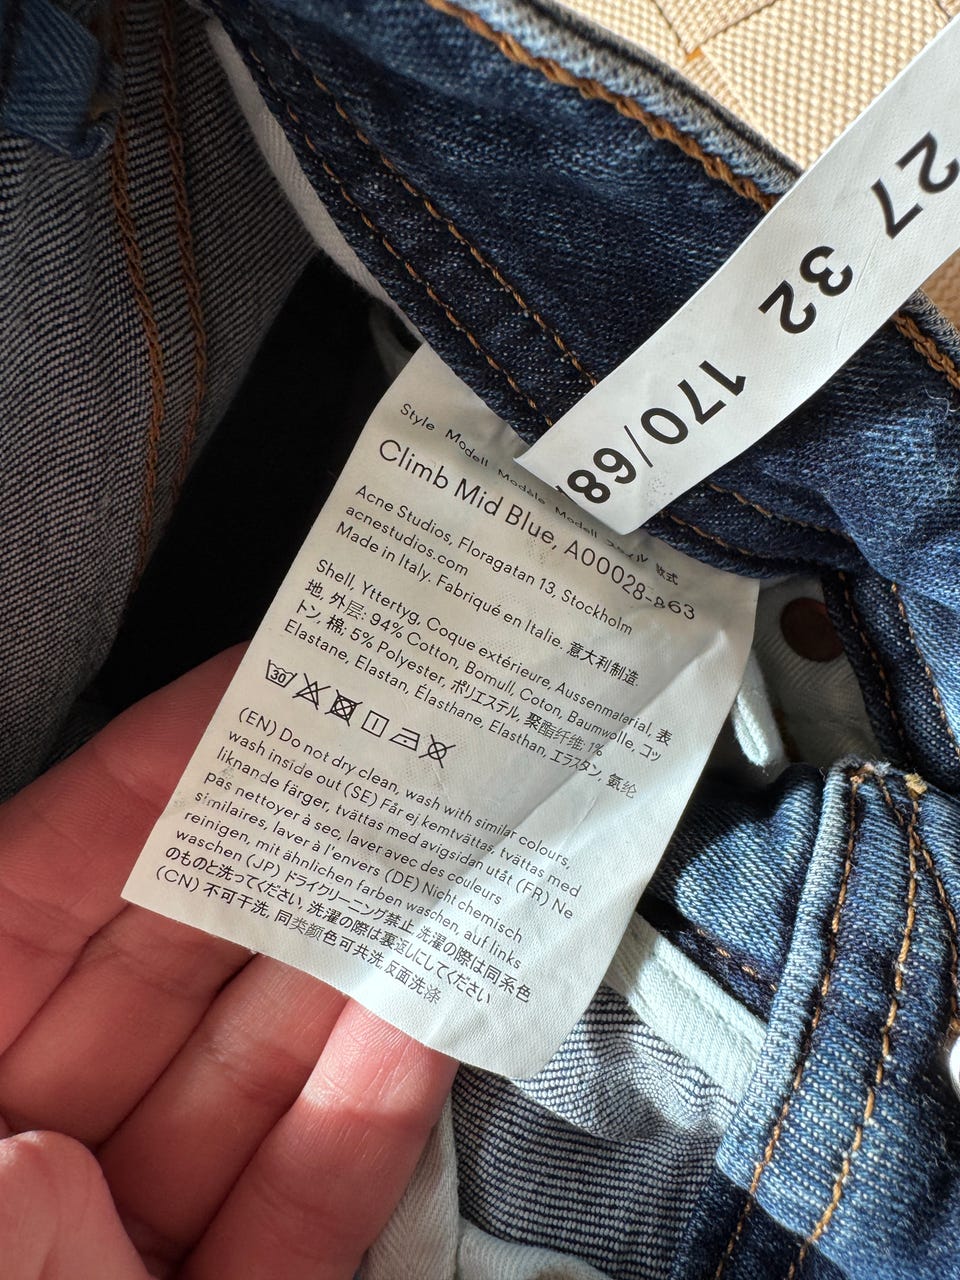 27 32 170/68
Style Modell Modèle Modell スタイル 款式
Climb Mid Blue, A00028-863
Acne Studios, Floragatan 13, Stockholm
acnestudios.com
Made in Italy. Fabriqué en Italie. 意大利制造.
Shell, Yttertyg, Coque extérieure, Aussenmaterial, 表
地, 外层: 94% Cotton, Bomull, Coton, Baumwolle, コッ
トン, 棉; 5% Polyester, ポリエステル, 聚酯纤维; 1%
Elastane, Elastan, Élasthane, Elasthan, エラスタン, 氨纶
30
(EN) Do not dry clean, wash with similar colours,
wash inside out (SE) Får ej kemtvättas, tvättas med
liknande färger, tvättas med avigsidan utåt (FR) Ne
pas nettoyer à sec, laver avec des couleurs
similaires, laver à l'envers (DE) Nicht chemisch
reinigen, mit ähnlichen farben waschen, auf links
waschen (JP) ドライクリーニング禁止, 洗濯の際は同系色
のものと洗ってください, 洗濯の際は裏返しにしてください
(CN) 不可干洗, 同类颜色可共洗, 反面洗涤